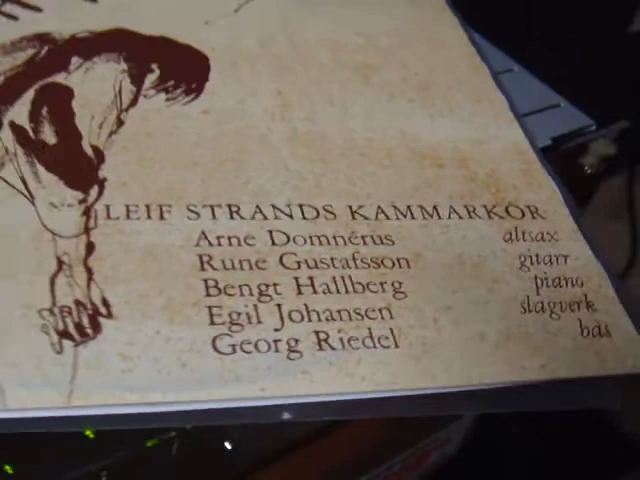 LEIF STRANDS KAMMARKÖR
Arne Domnérus altsax
Rune Gustafsson gitarr
Bengt Hallberg piano
Egil Johansen slagverk
Georg Riedel bas